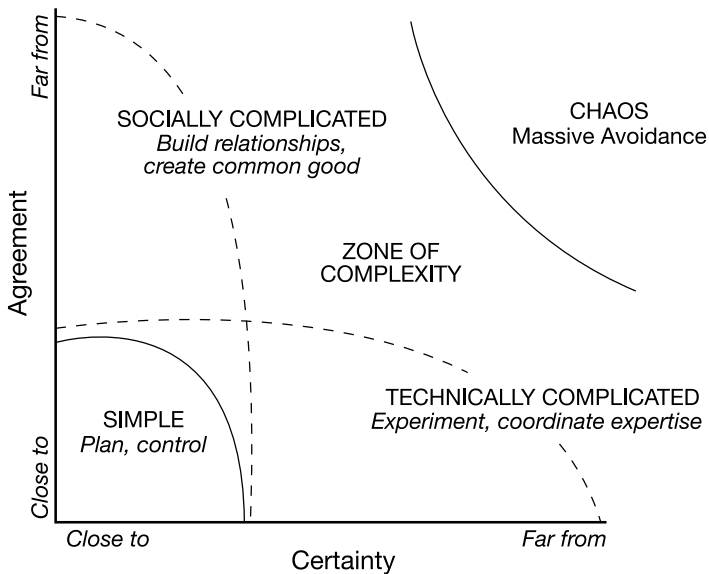 Far from
SOCIALLY COMPLICATED
Build relationships,
create common good
CHAOS
Massive Avoidance
Agreement
ZONE OF
COMPLEXITY
TECHNICALLY COMPLICATED
Experiment, coordinate expertise
SIMPLE
Plan, control
Close to
Close to
Far from
Certainty